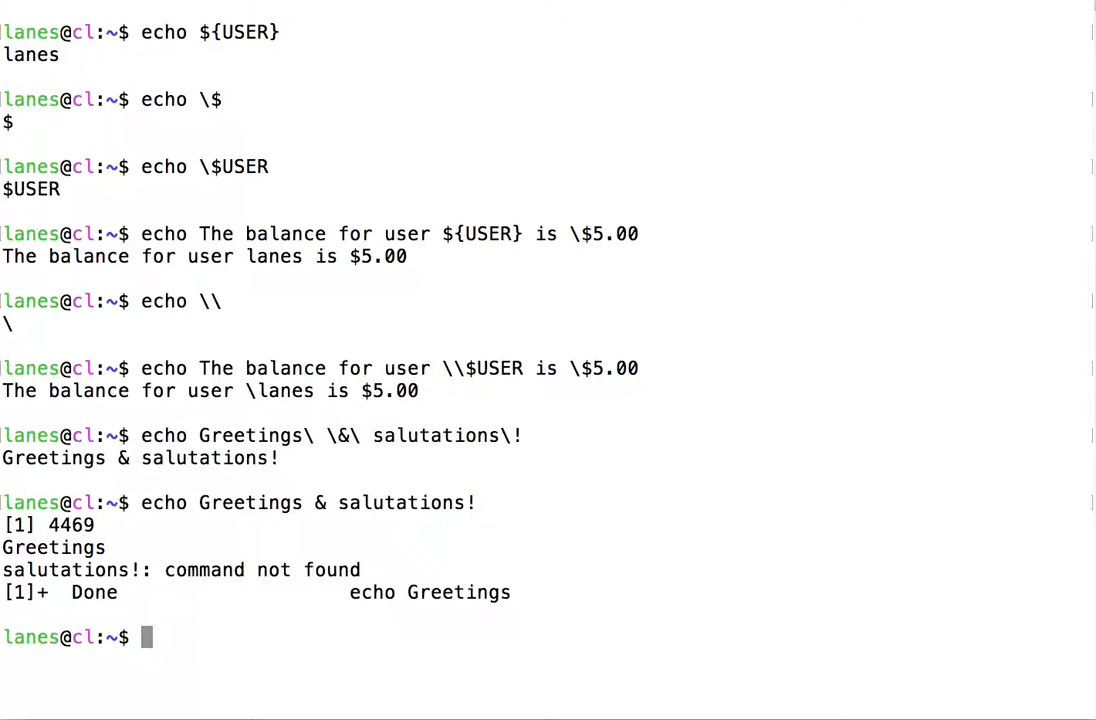 lanes@cl:~$ echo ${USER}
lanes
lanes@cl:~$ echo \$
$
lanes@cl:~$ echo \$USER
$USER
lanes@cl:~$ echo The balance for user ${USER} is \$5.00
The balance for user lanes is $5.00
lanes@cl:~$ echo \\
\
lanes@cl:~$ echo The balance for user \\$USER is \$5.00
The balance for user \lanes is $5.00
lanes@cl:~$ echo Greetings\ \&\ salutations\!
Greetings & salutations!
lanes@cl:~$ echo Greetings & salutations!
[1] 4469
Greetings
salutations!: command not found
[1]+  Done                    echo Greetings
lanes@cl:~$